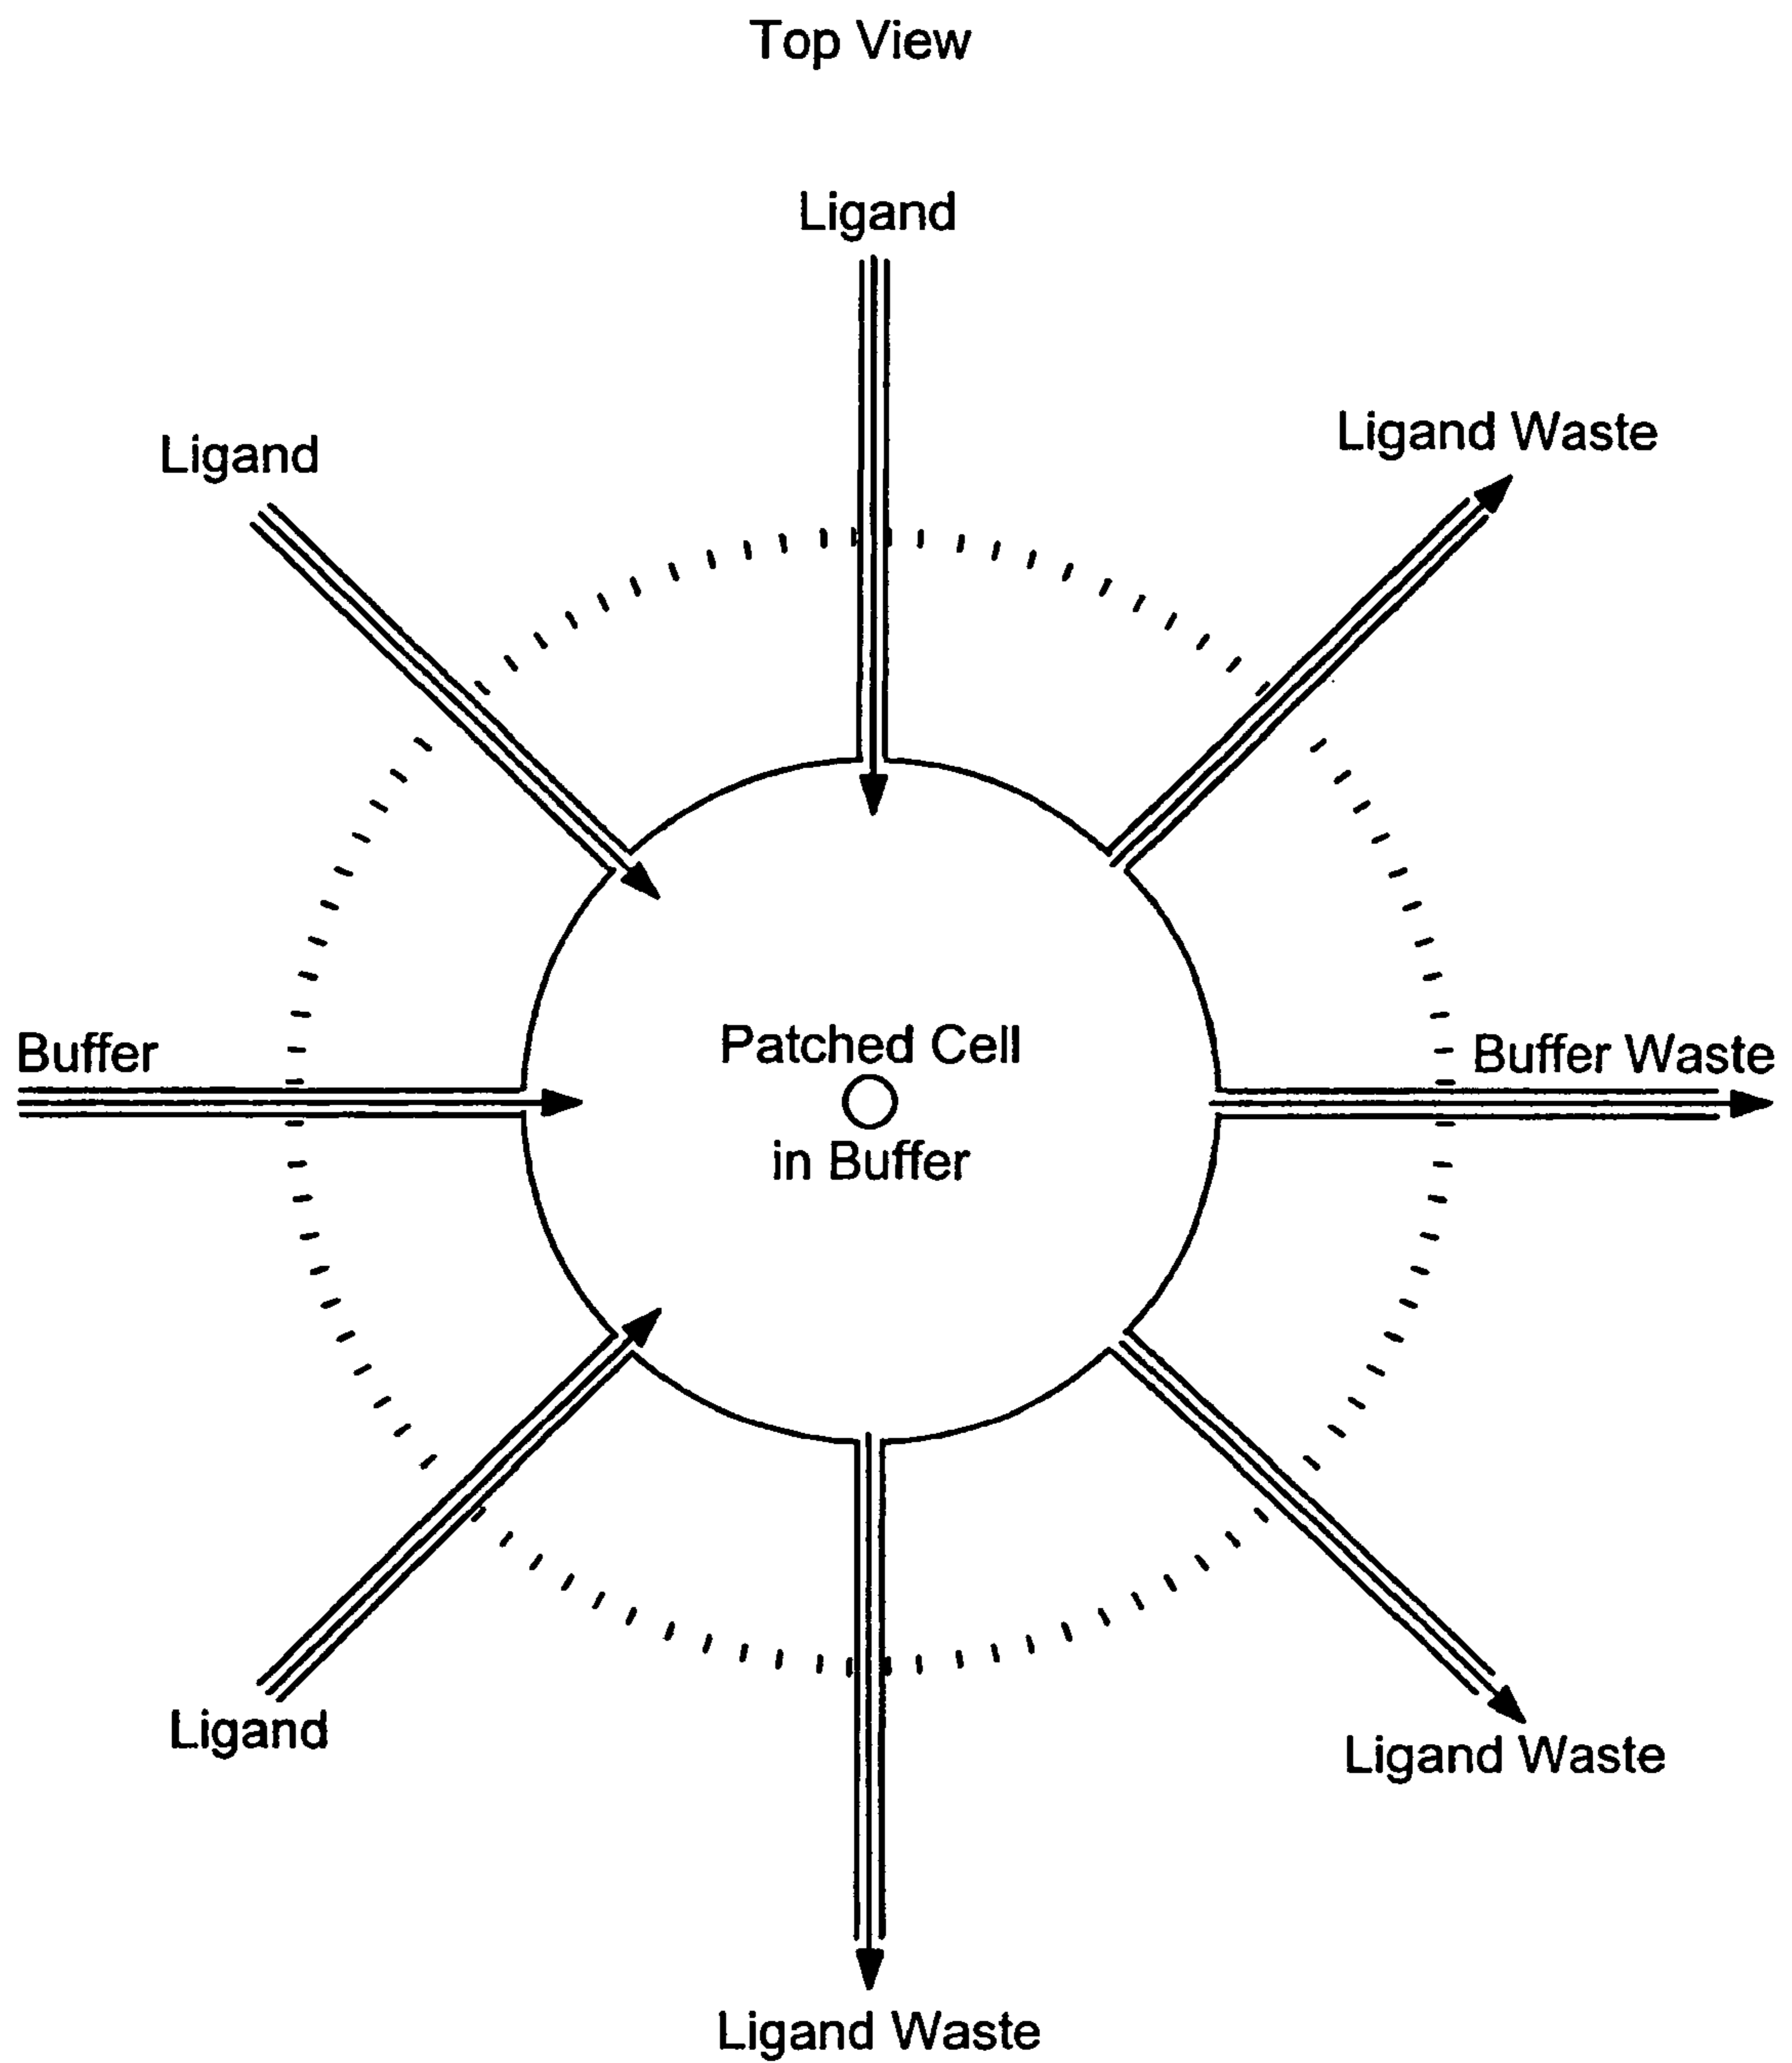 Top View
Ligand
Ligand
Ligand Waste
Buffer
Patched Cell
in Buffer
Buffer Waste
Ligand
Ligand Waste
Ligand Waste